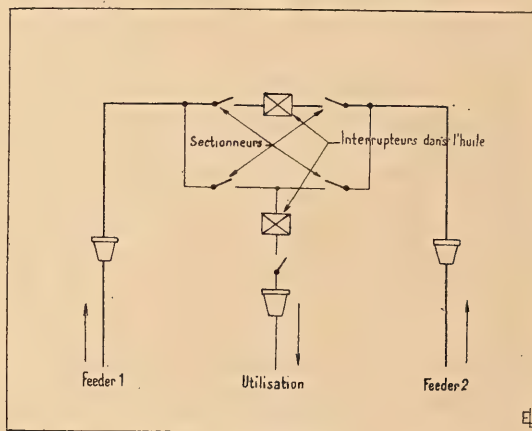 Sectionneurs
Interrupteurs dans l'huile
Feeder 1
Utilisation
Feeder 2